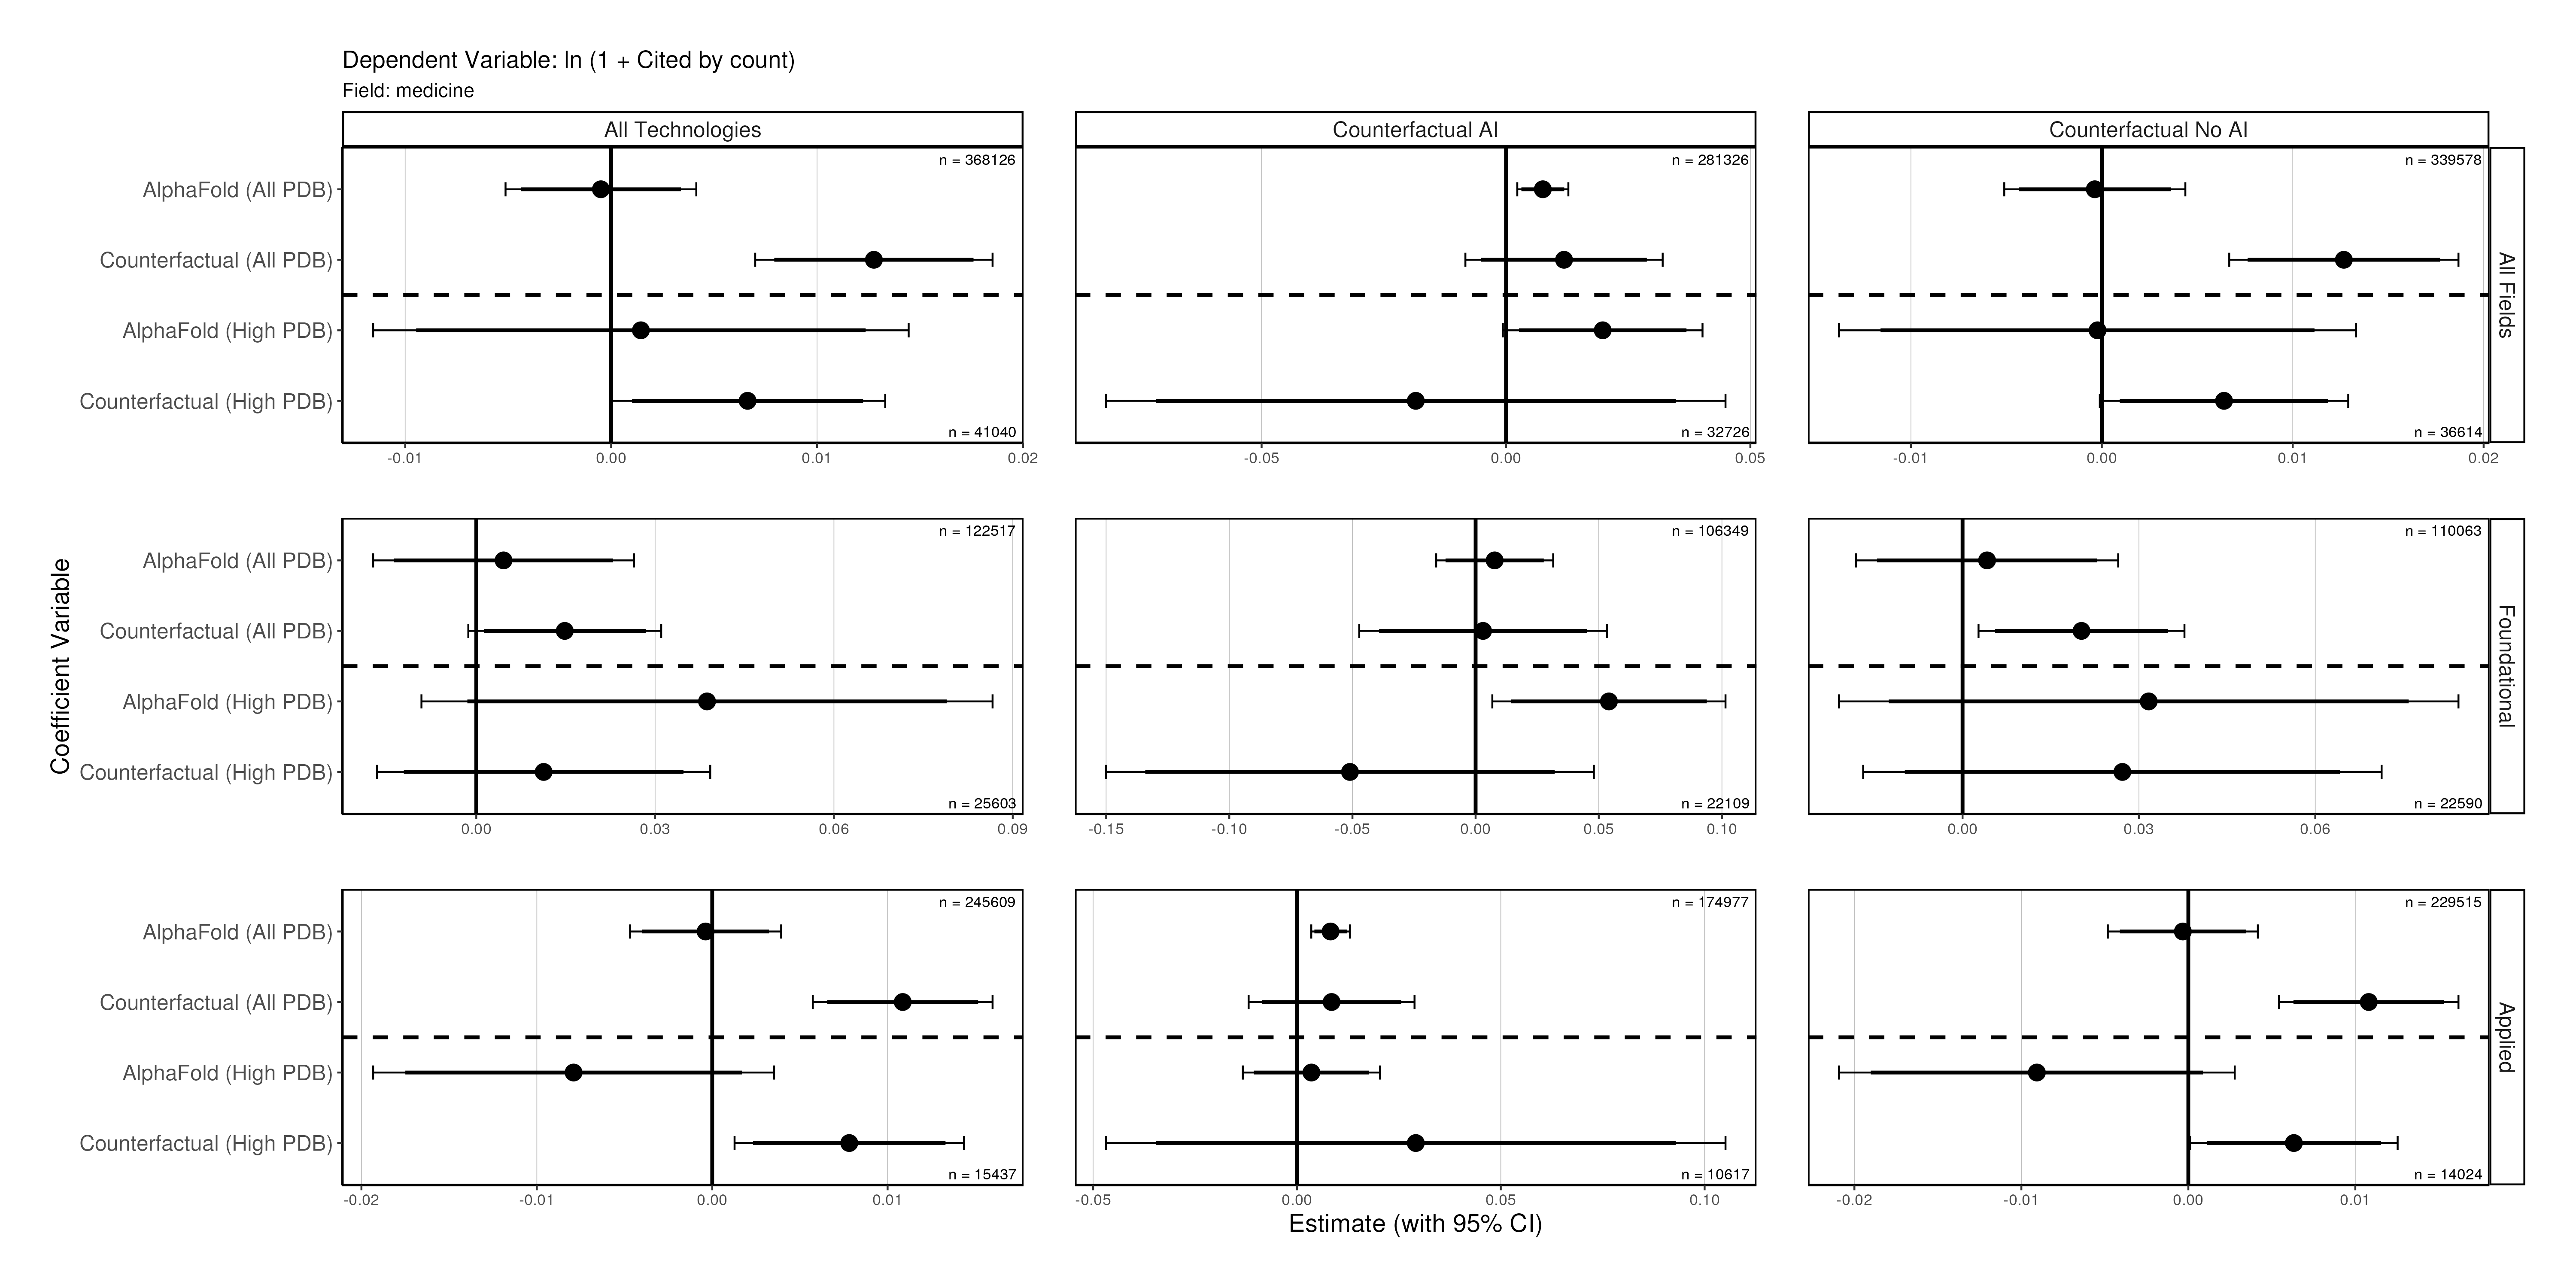 Dependent Variable: ln (1 + Cited by count)
Field: medicine
All Technologies
Counterfactual AI
Counterfactual No AI
AlphaFold (All PDB)
Counterfactual (All PDB)
AlphaFold (High PDB)
Counterfactual (High PDB)
n = 368126
n = 41040
-0.01 0.00 0.01 0.02
n = 281326
n = 32726
-0.05 0.00 0.05
n = 339578
n = 36614
-0.01 0.00 0.01 0.02
All Fields
Coefficient Variable
AlphaFold (All PDB)
Counterfactual (All PDB)
AlphaFold (High PDB)
Counterfactual (High PDB)
n = 122517
n = 25603
0.00 0.03 0.06 0.09
n = 106349
n = 22109
-0.15 -0.10 -0.05 0.00 0.05 0.10
n = 110063
n = 22590
0.00 0.03 0.06
Foundational
AlphaFold (All PDB)
Counterfactual (All PDB)
AlphaFold (High PDB)
Counterfactual (High PDB)
n = 245609
n = 15437
-0.02 -0.01 0.00 0.01
n = 174977
n = 10617
-0.05 0.00 0.05 0.10
n = 229515
n = 14024
-0.02 -0.01 0.00 0.01
Applied
Estimate (with 95% CI)